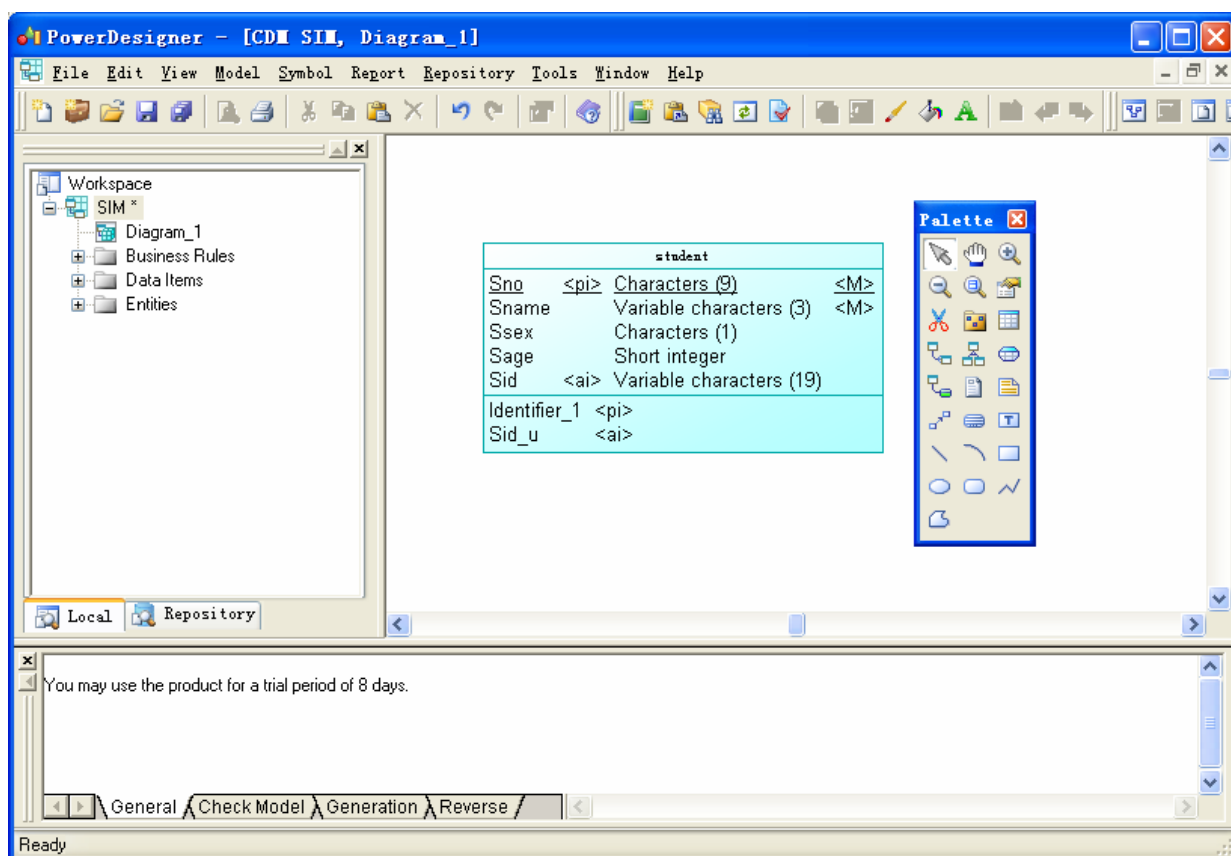 PowerDesigner - [CDM SIM, Diagram_1]
File Edit View Model Symbol Report Repository Tools Window Help
Workspace
SIM *
Diagram_1
Business Rules
Data Items
Entities
student
Sno <pi> Characters (9) <M>
Sname Variable characters (3) <M>
Ssex Characters (1)
Sage Short integer
Sid <ai> Variable characters (19)
Identifier_1 <pi>
Sid_u <ai>
Palette
Local Repository
You may use the product for a trial period of 8 days.
General Check Model Generation Reverse
Ready